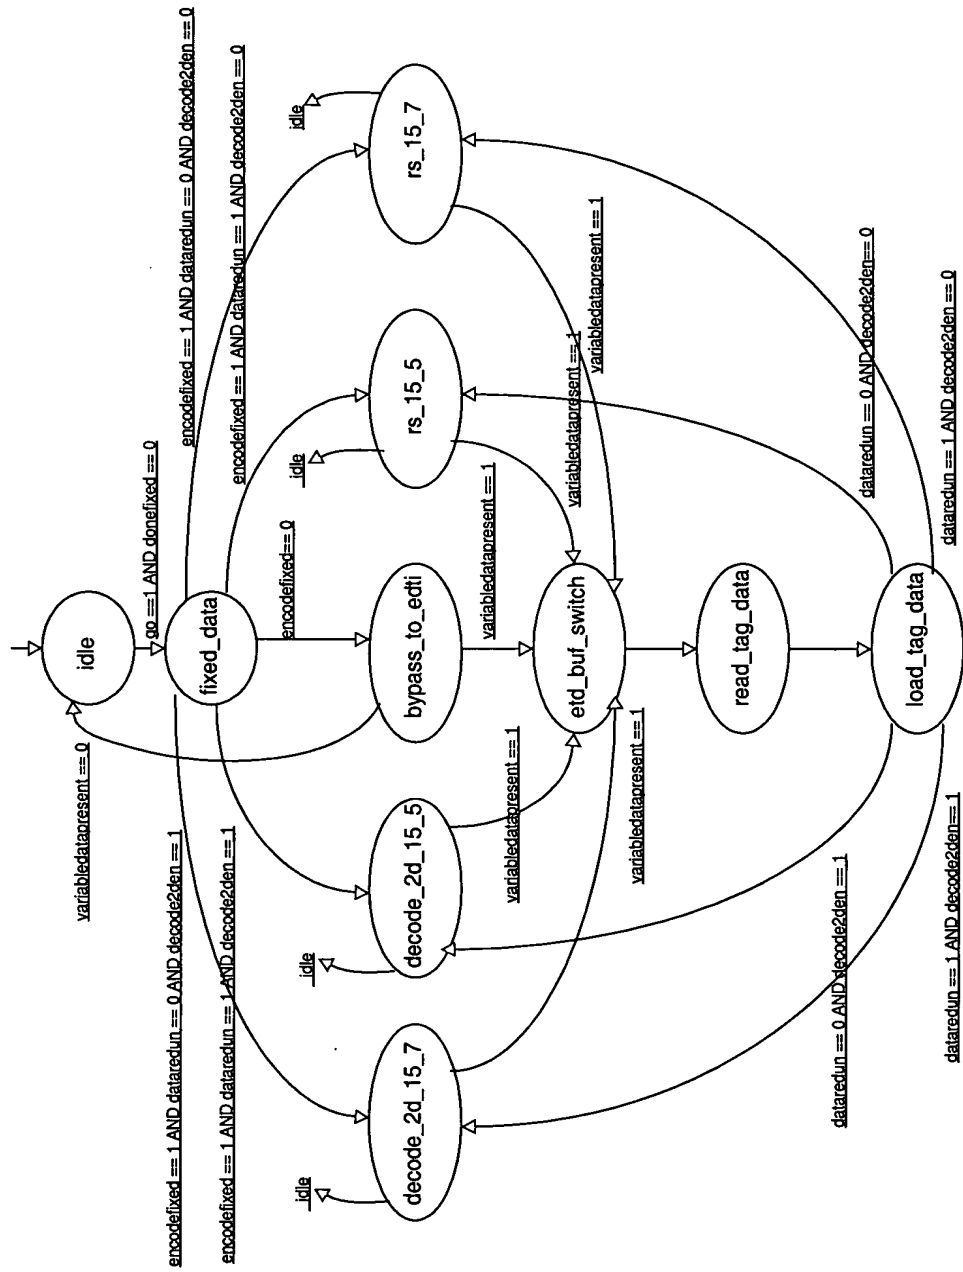 encodefixed == 1 AND dataredun == 0 AND decode2den == 0
encodefixed == 1 AND dataredun == 1 AND decode2den == 0
idle
rs_15_7
variabledatapresent == 1
variabledatapresent == 1
dataredun == 0 AND decode2den== 0
dataredun == 1 AND decode2den == 0
go ==1 AND donefixed == 0
idle
rs_15_5
encodefixed== 0
variabledatapresent == 1
idle
fixed_data
bypass_to_edti
etd_buf_switch
read_tag_data
load_tag_data
variabledatapresent == 0
idle
decode_2d_15_5
variabledatapresent == 1
variabledatapresent == 1
encodefixed == 1 AND dataredun == 0 AND decode2den == 1
encodefixed == 1 AND dataredun == 1 AND decode2den == 1
idle
decode_2d_15_7
dataredun == 0 AND decode2den == 1
dataredun == 1 AND decode2den== 1